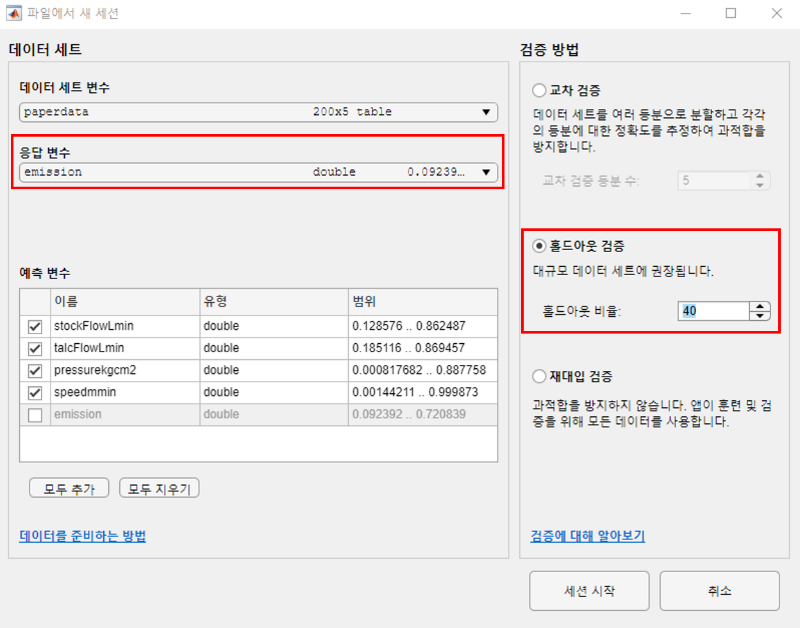 파일에서 새 세션
데이터 세트
데이터 세트 변수
paperdata 200x5 table
응답 변수
emission double 0.09239...
예측 변수
이름 유형 범위
stockFlowLmin double 0.128576 .. 0.862487
talcFlowLmin double 0.185116 .. 0.869457
pressurekgcm2 double 0.000817682 .. 0.887758
speedmmin double 0.00144211 .. 0.999873
emission double 0.092392 .. 0.720839
모두 추가 모두 지우기
데이터를 준비하는 방법
검증 방법
교차 검증
데이터 세트를 여러 등분으로 분할하고 각각
의 등분에 대한 정확도를 추정하여 과적합을
방지합니다.
교차 검증 등분 수: 5
홀드아웃 검증
대규모 데이터 세트에 권장됩니다.
홀드아웃 비율: 40
재대입 검증
과적합을 방지하지 않습니다. 앱이 훈련 및 검
증을 위해 모든 데이터를 사용합니다.
검증에 대해 알아보기
세션 시작 취소